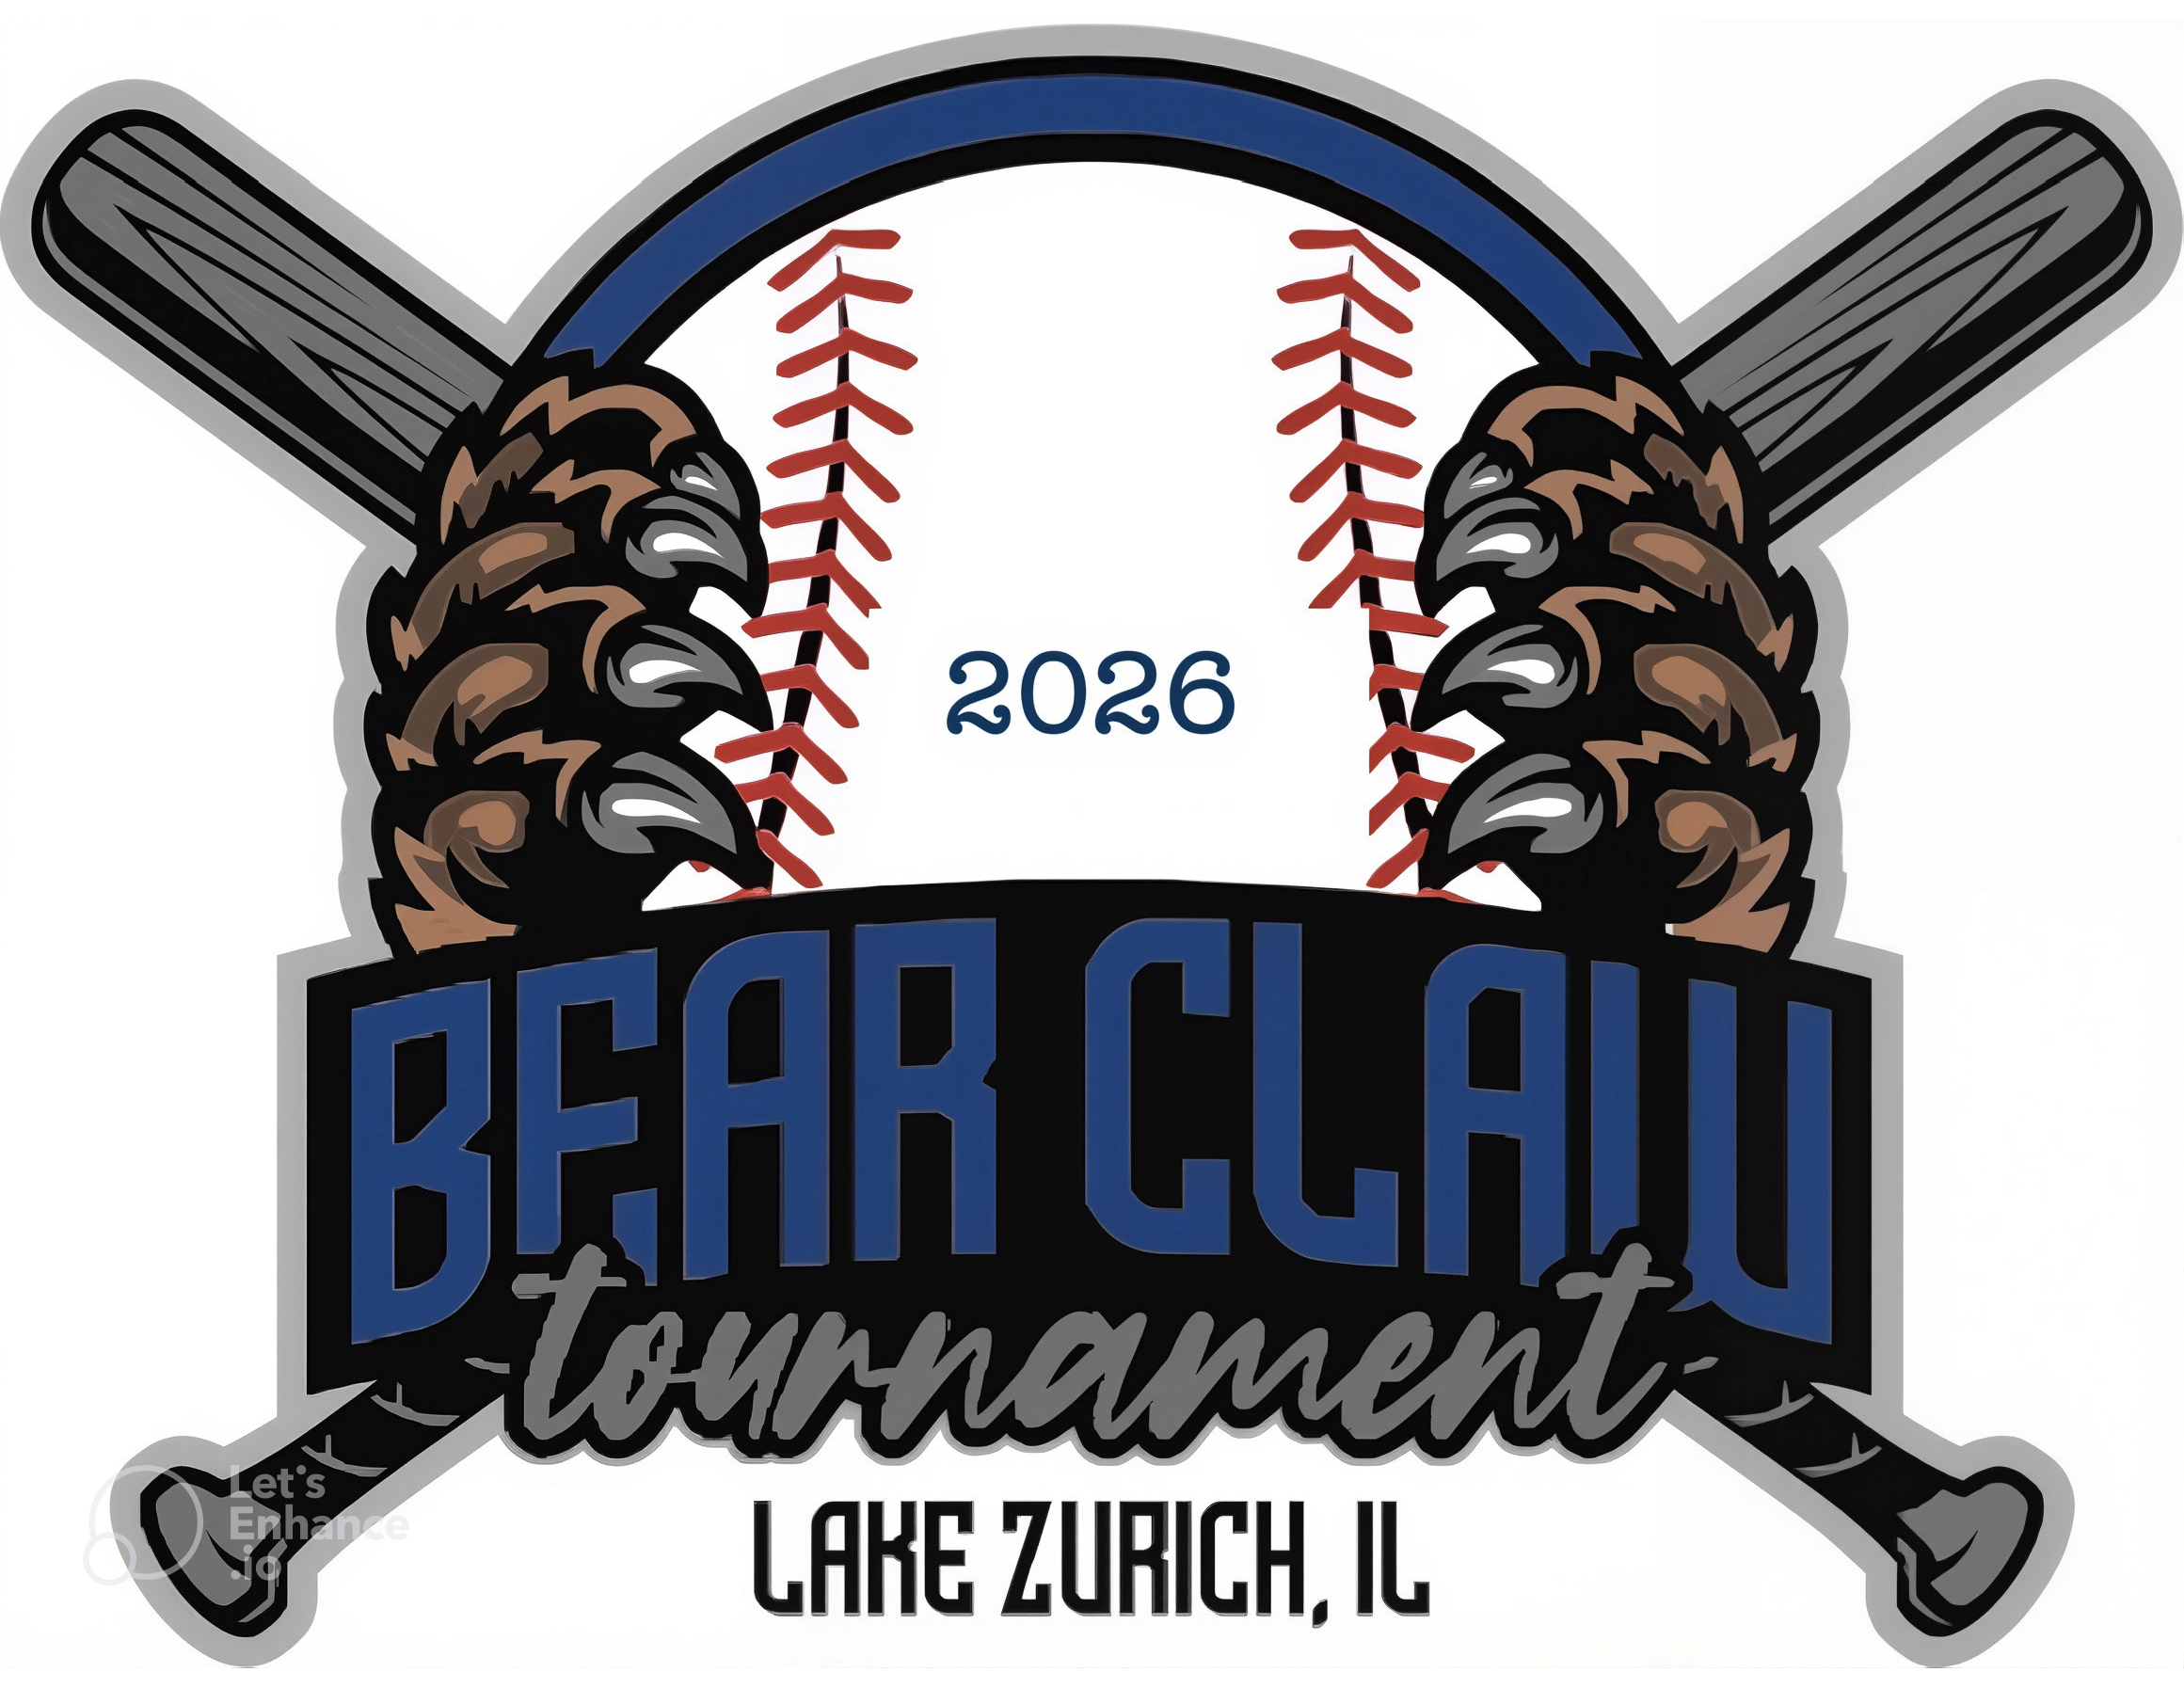 2026
BEAR CLAW
tournament
Let's
Enhance
.io
LAKE ZURICH, IL